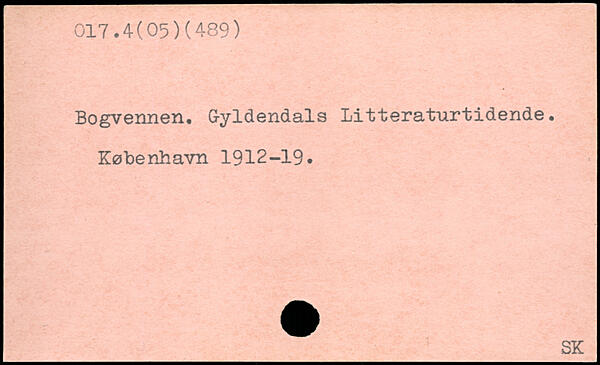 017.4(05)(489)
Bogvennen. Gyldendals Litteraturtidende.
København 1912-19.
SK